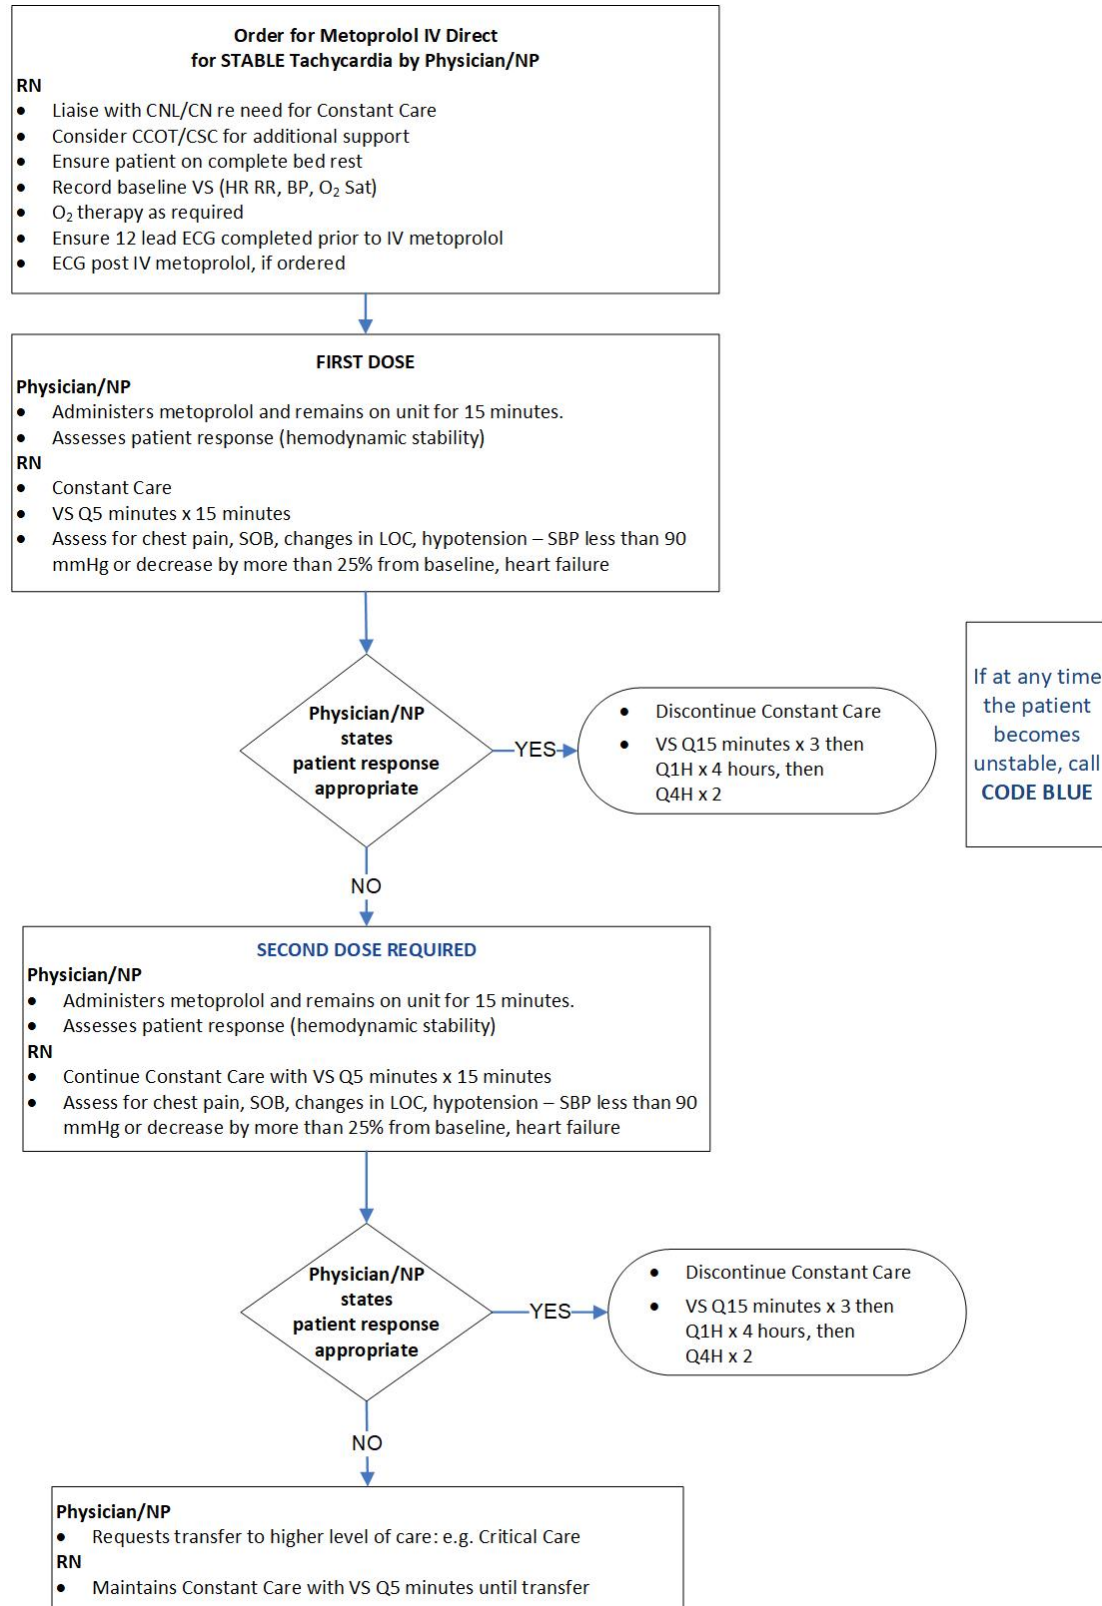 Order for Metoprolol IV Direct
for STABLE Tachycardia by Physician/NP
RN
• Liaise with CNL/CN re need for Constant Care
• Consider CCOT/CSC for additional support
• Ensure patient on complete bed rest
• Record baseline VS (HR RR, BP, O₂ Sat)
• O₂ therapy as required
• Ensure 12 lead ECG completed prior to IV metoprolol
• ECG post IV metoprolol, if ordered
FIRST DOSE
Physician/NP
• Administers metoprolol and remains on unit for 15 minutes.
• Assesses patient response (hemodynamic stability)
RN
• Constant Care
• VS Q5 minutes x 15 minutes
• Assess for chest pain, SOB, changes in LOC, hypotension – SBP less than 90
mmHg or decrease by more than 25% from baseline, heart failure
Physician/NP
states
patient response
appropriate
YES
• Discontinue Constant Care
• VS Q15 minutes x 3 then
Q1H x 4 hours, then
Q4H x 2
If at any time
the patient
becomes
unstable, call
CODE BLUE
NO
SECOND DOSE REQUIRED
Physician/NP
• Administers metoprolol and remains on unit for 15 minutes.
• Assesses patient response (hemodynamic stability)
RN
• Continue Constant Care with VS Q5 minutes x 15 minutes
• Assess for chest pain, SOB, changes in LOC, hypotension – SBP less than 90
mmHg or decrease by more than 25% from baseline, heart failure
Physician/NP
states
patient response
appropriate
YES
• Discontinue Constant Care
• VS Q15 minutes x 3 then
Q1H x 4 hours, then
Q4H x 2
NO
Physician/NP
• Requests transfer to higher level of care: e.g. Critical Care
RN
• Maintains Constant Care with VS Q5 minutes until transfer